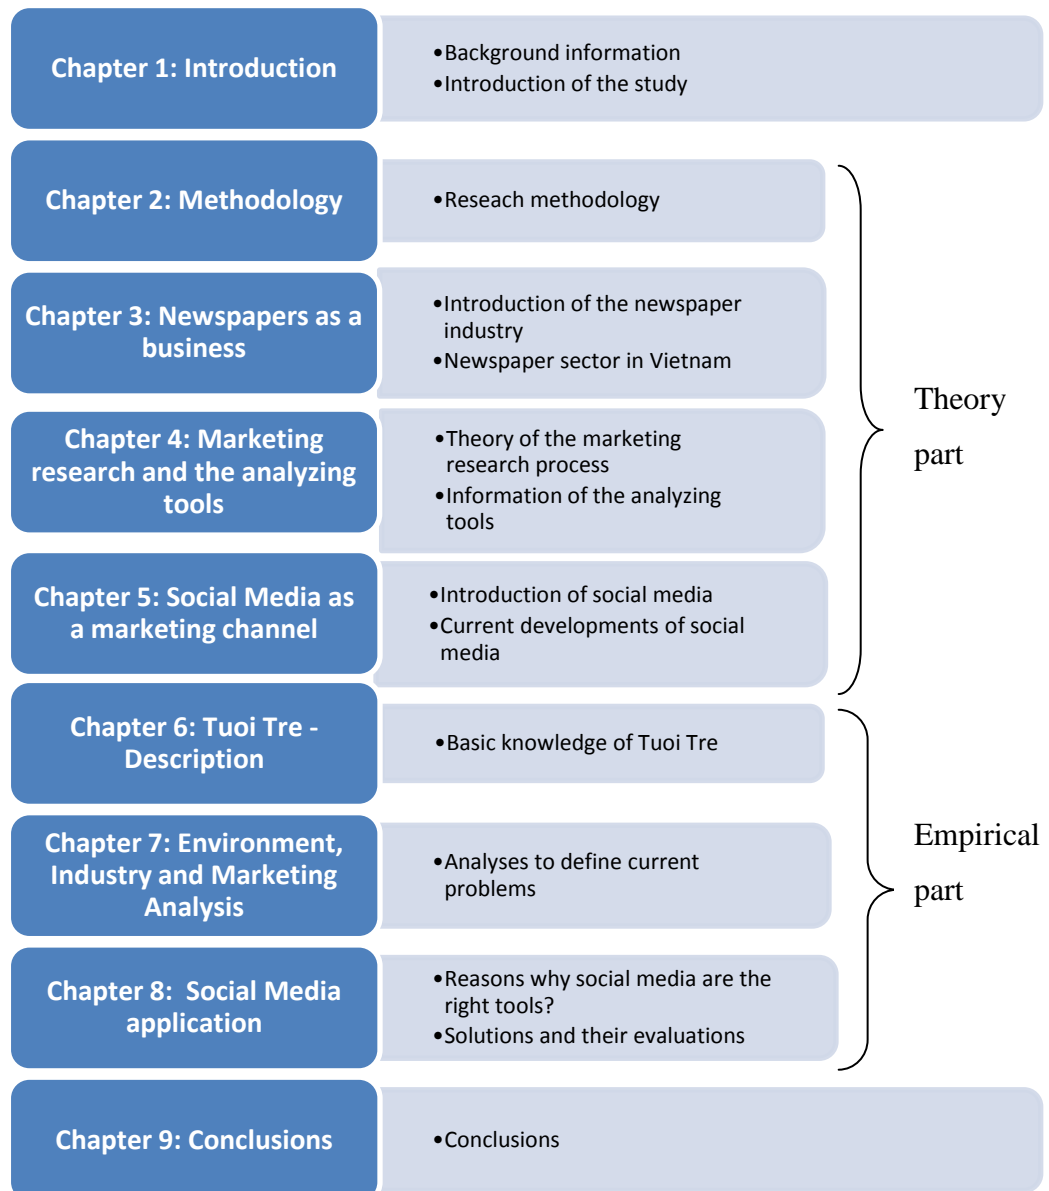 Chapter 1: Introduction
•Background information
•Introduction of the study
Chapter 2: Methodology
•Reseach methodology
Chapter 3: Newspapers as a
business
•Introduction of the newspaper
industry
•Newspaper sector in Vietnam
Chapter 4: Marketing
research and the analyzing
tools
•Theory of the marketing
research process
•Information of the analyzing
tools
Chapter 5: Social Media as
a marketing channel
•Introduction of social media
•Current developments of social
media
Theory
part
Chapter 6: Tuoi Tre -
Description
•Basic knowledge of Tuoi Tre
Chapter 7: Environment,
Industry and Marketing
Analysis
•Analyses to define current
problems
Chapter 8:  Social Media
application
•Reasons why social media are the
right tools?
•Solutions and their evaluations
Empirical
part
Chapter 9: Conclusions
•Conclusions